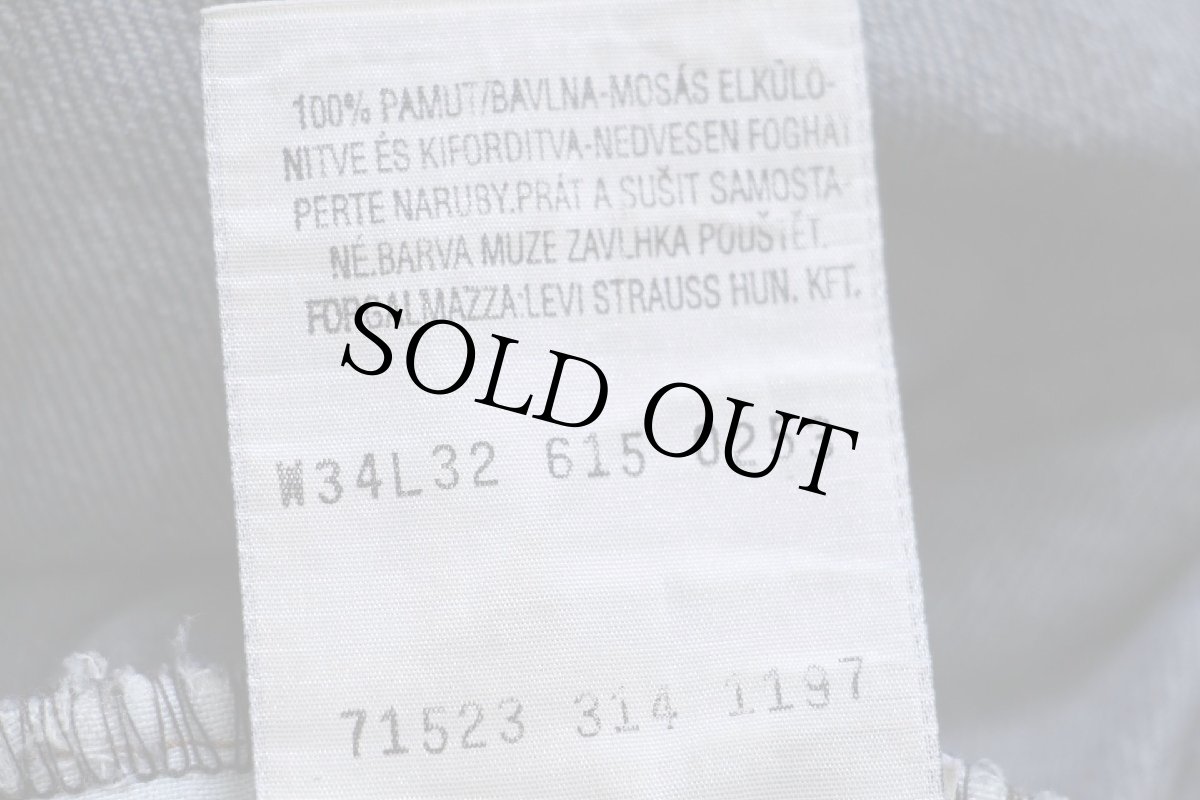 100% PAMUT/BAVLNA-MOSÁS ELKÜLÖ-
NITVE ÉS KIFORDITVA-NEDVESEN FOGHAT
PERTE NARUBY.PRÁT A SUŠIT SAMOSTA-
NÉ.BARVA MUZE ZAVLHKA POUŠTĚT.
FORGALMAZZA:LEVI STRAUSS HUN. KFT.
SOLD OUT
W34L32 615 0253
71523 314 1197